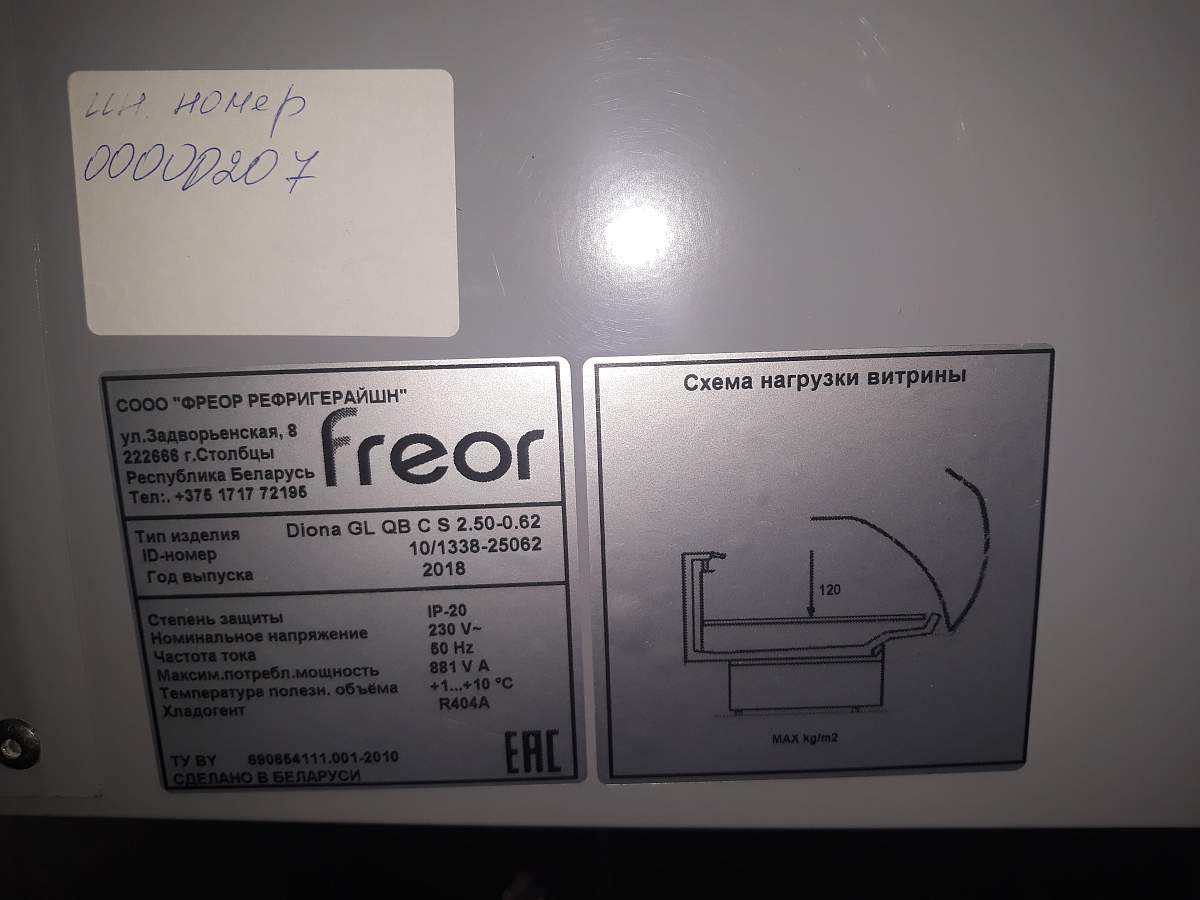 ин. номер
00000207
СООО "ФРЕОР РЕФРИГЕРАЙШН"
ул.Задворьенская, 8
222666 г.Столбцы
Республика Беларусь
Тел:. +375 1717 72195
freor
Тип изделия Diona GL QB C S 2.50-0.62
ID-номер 10/1338-25062
Год выпуска 2018
Степень защиты IP-20
Номинальное напряжение 230 V~
Частота тока 50 Hz
Максим.потребл.мощность 881 V A
Температура полезн. объёма +1...+10 °C
Хладогент R404A
ТУ BY 690654111.001-2010
СДЕЛАНО В БЕЛАРУСИ
EAC
Схема нагрузки витрины
120
MAX kg/m2